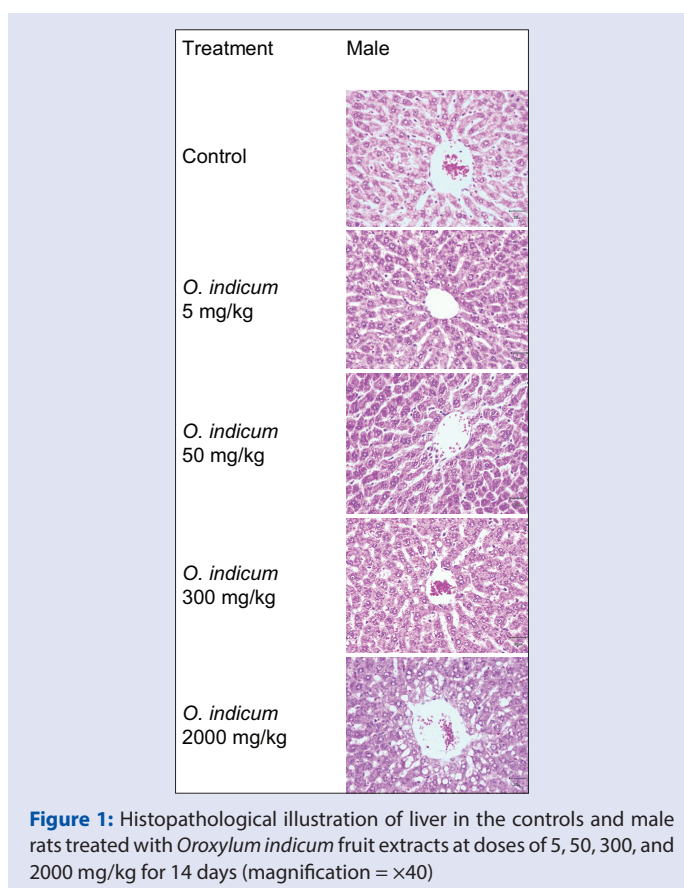 Treatment Male
Control
O. indicum
5 mg/kg
O. indicum
50 mg/kg
O. indicum
300 mg/kg
O. indicum
2000 mg/kg
Figure 1: Histopathological illustration of liver in the controls and male
rats treated with Oroxylum indicum fruit extracts at doses of 5, 50, 300, and
2000 mg/kg for 14 days (magnification = ×40)